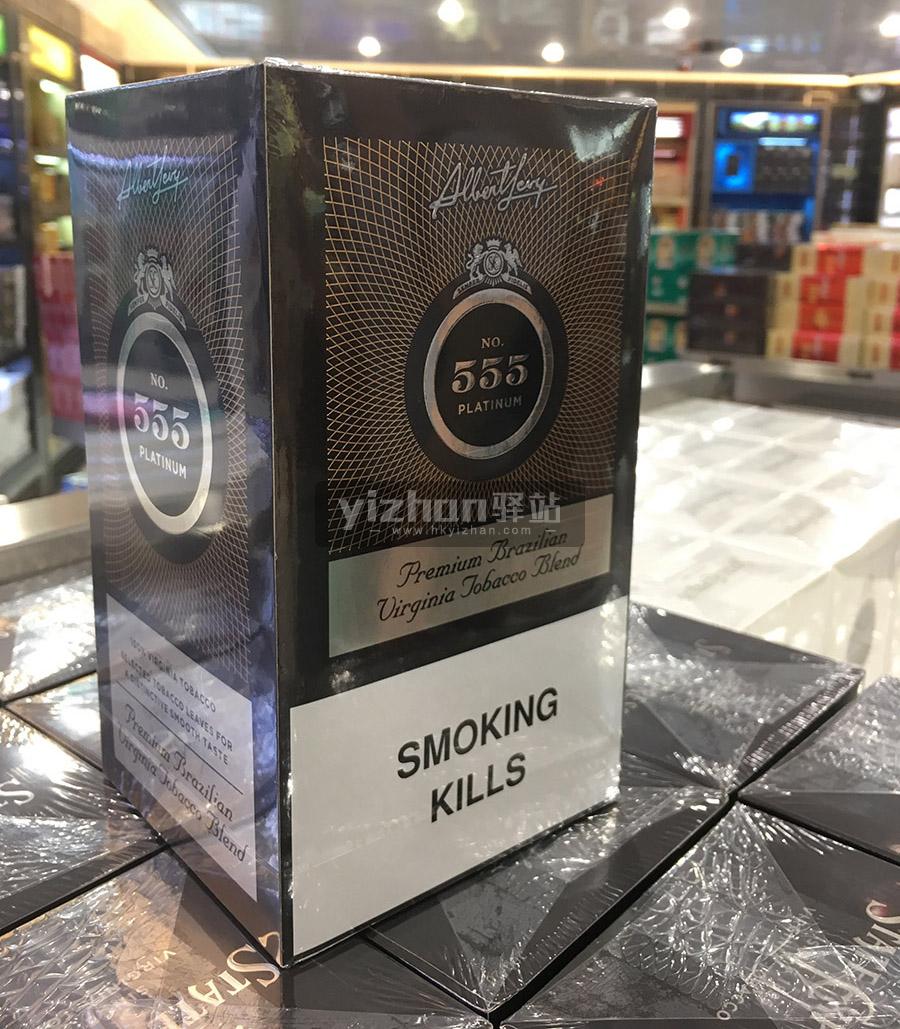 Albert Levy
NO.
555
PLATINUM
Premium Brazilian
Virginia Tobacco Blend
SMOKING
KILLS
Albert Levy
NO.
555
PLATINUM
100% VIRGINIA TOBACCO
SELECTED TOBACCO LEAVES FOR
A DISTINCTIVE SMOOTH TASTE
Premium Brazilian
Virginia Tobacco Blend
yizhan驿站
www.hkyizhan.com